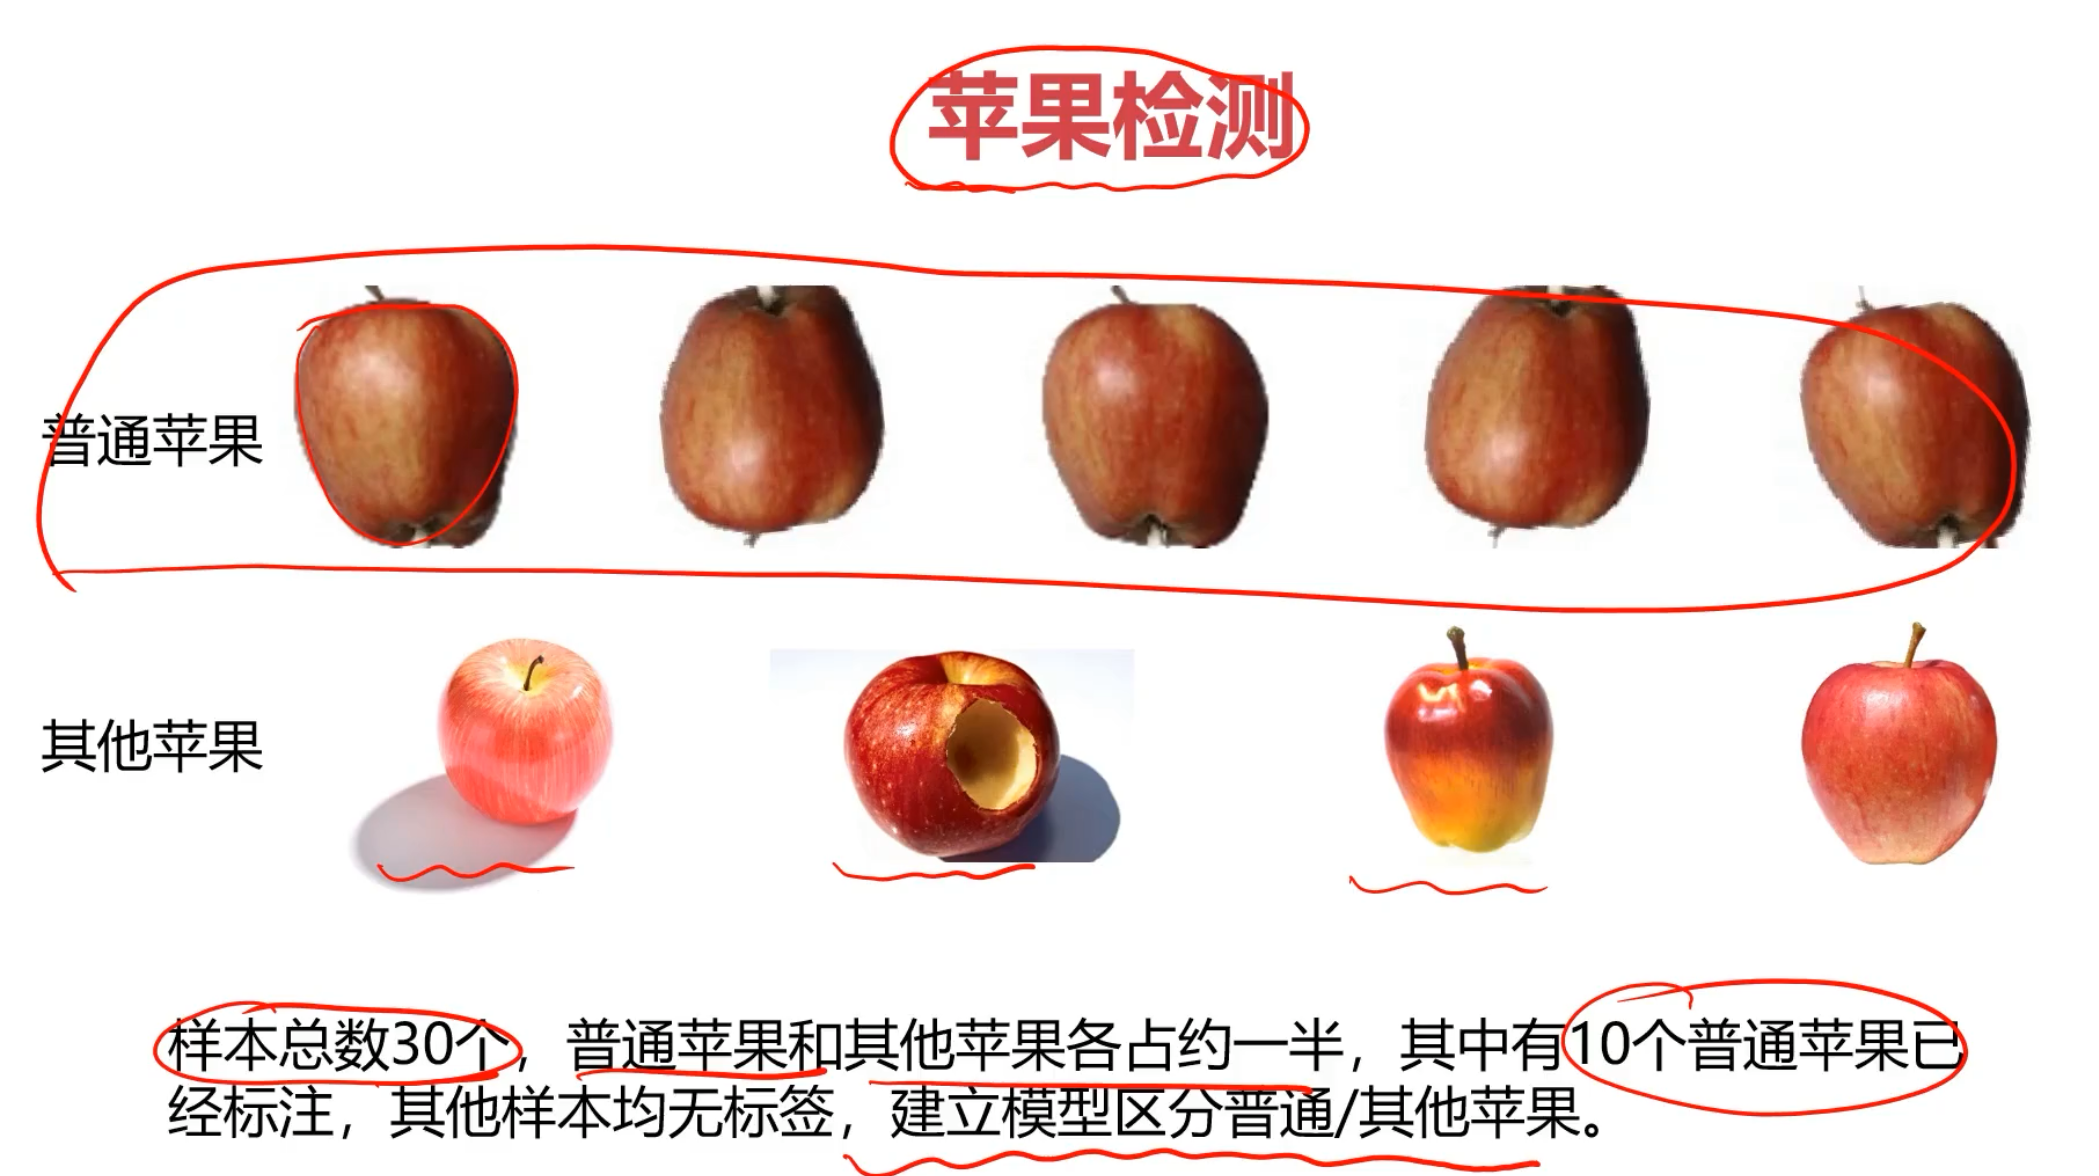 苹果检测
普通苹果
其他苹果
样本总数30个，普通苹果和其他苹果各占约一半，其中有10个普通苹果已
经标注，其他样本均无标签，建立模型区分普通/其他苹果。